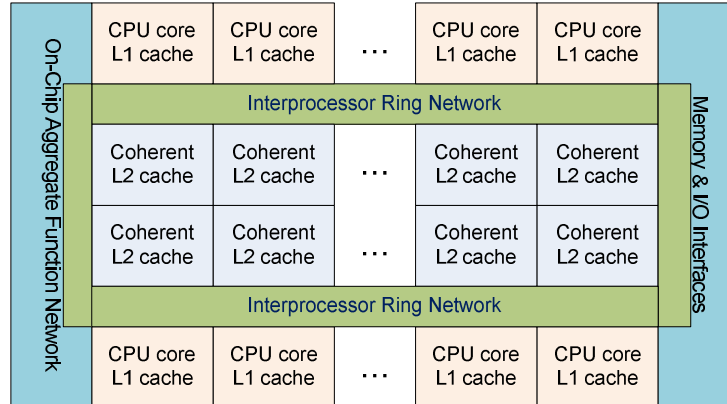 On-Chip Aggregate Function Network
CPU core
L1 cache
CPU core
L1 cache
...
CPU core
L1 cache
CPU core
L1 cache
Memory & I/O Interfaces
Interprocessor Ring Network
Coherent
L2 cache
Coherent
L2 cache
...
Coherent
L2 cache
Coherent
L2 cache
Coherent
L2 cache
Coherent
L2 cache
...
Coherent
L2 cache
Coherent
L2 cache
Interprocessor Ring Network
CPU core
L1 cache
CPU core
L1 cache
...
CPU core
L1 cache
CPU core
L1 cache